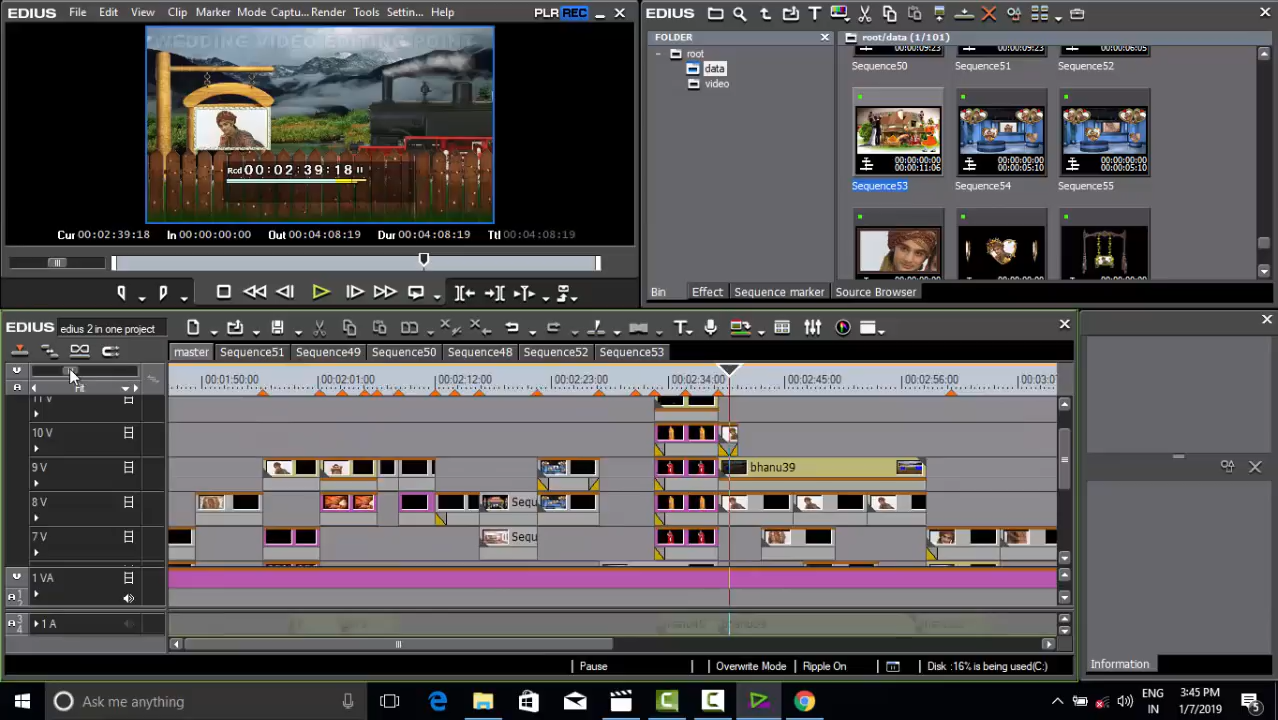 EDIUS File Edit View Clip Marker Mode Captu... Render Tools Settin... Help PLR REC
WEDDING VIDEO EDITING POINT
Rcd 00:02:39:18
Cur 00:02:39:18 In 00:00:00:00 Out 00:04:08:19 Dur 00:04:08:19 Ttl 00:04:08:19
EDIUS
FOLDER
root
data
video
root/data (1/101)
00:00:09:23 00:00:09:23 00:00:06:05
Sequence50 Sequence51 Sequence52
00:00:00:00 00:00:00:00 00:00:00:00
00:00:11:06 00:00:05:10 00:00:05:10
Sequence53 Sequence54 Sequence55
Bin Effect Sequence marker Source Browser
EDIUS edius 2 in one project
master Sequence51 Sequence49 Sequence50 Sequence48 Sequence52 Sequence53
Fit
00:01:50:00 00:02:01:00 00:02:12:00 00:02:23:00 00:02:34:00 00:02:45:00 00:02:56:00 00:03:07
11 V
10 V
9 V bhanu39
8 V Sequ
7 V Sequ
1 VA
1 A
Pause Overwrite Mode Ripple On Disk :16% is being used(C:)
Information
Ask me anything
ENG
IN
3:45 PM
1/7/2019
5